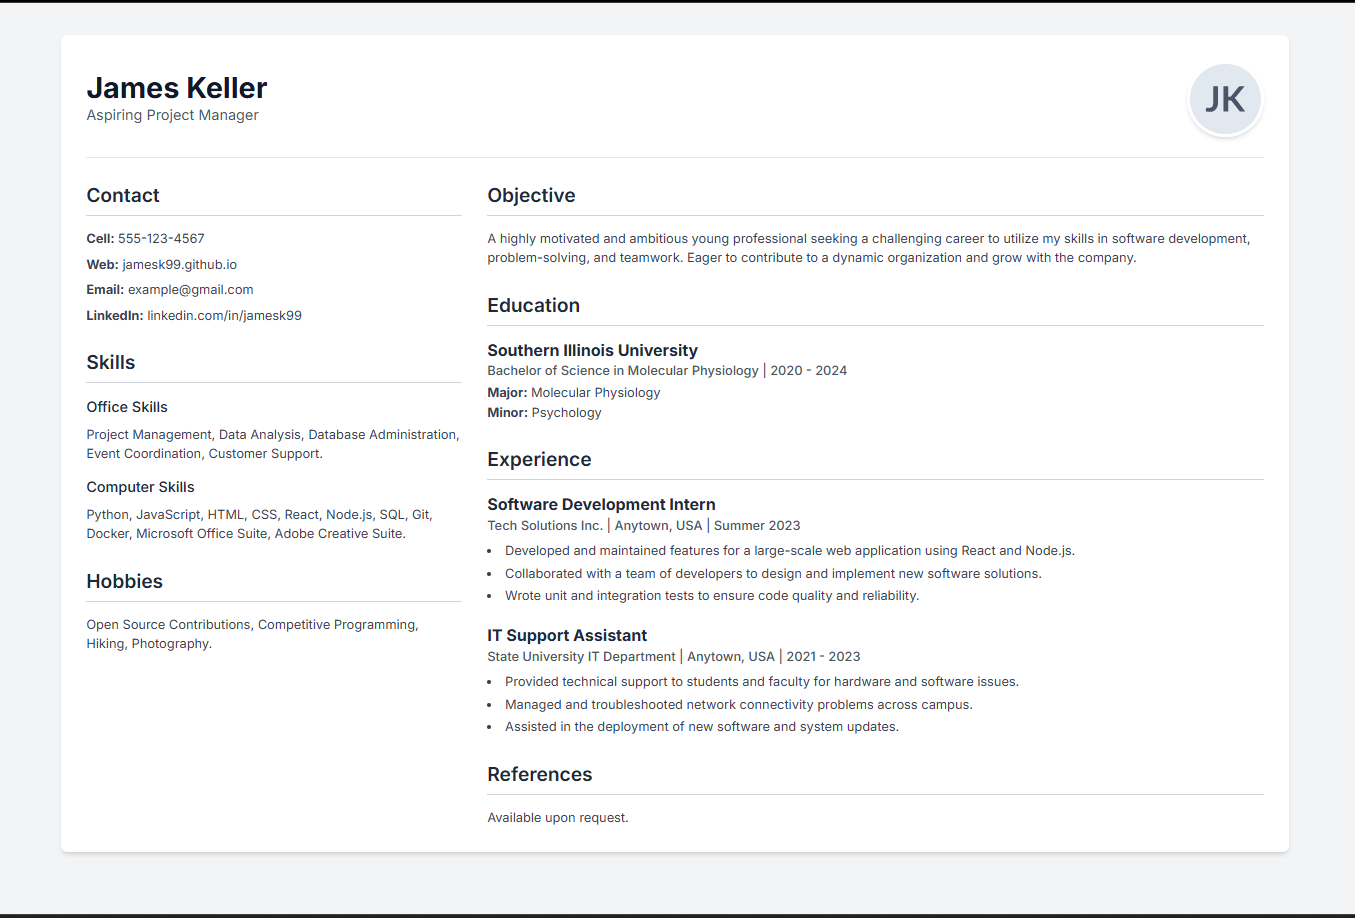 James Keller
Aspiring Project Manager
JK
Contact
Cell: 555-123-4567
Web: jamesk99.github.io
Email: example@gmail.com
LinkedIn: linkedin.com/in/jamesk99
Skills
Office Skills
Project Management, Data Analysis, Database Administration,
Event Coordination, Customer Support.
Computer Skills
Python, JavaScript, HTML, CSS, React, Node.js, SQL, Git,
Docker, Microsoft Office Suite, Adobe Creative Suite.
Hobbies
Open Source Contributions, Competitive Programming,
Hiking, Photography.
Objective
A highly motivated and ambitious young professional seeking a challenging career to utilize my skills in software development,
problem-solving, and teamwork. Eager to contribute to a dynamic organization and grow with the company.
Education
Southern Illinois University
Bachelor of Science in Molecular Physiology | 2020 - 2024
Major: Molecular Physiology
Minor: Psychology
Experience
Software Development Intern
Tech Solutions Inc. | Anytown, USA | Summer 2023
• Developed and maintained features for a large-scale web application using React and Node.js.
• Collaborated with a team of developers to design and implement new software solutions.
• Wrote unit and integration tests to ensure code quality and reliability.
IT Support Assistant
State University IT Department | Anytown, USA | 2021 - 2023
• Provided technical support to students and faculty for hardware and software issues.
• Managed and troubleshooted network connectivity problems across campus.
• Assisted in the deployment of new software and system updates.
References
Available upon request.